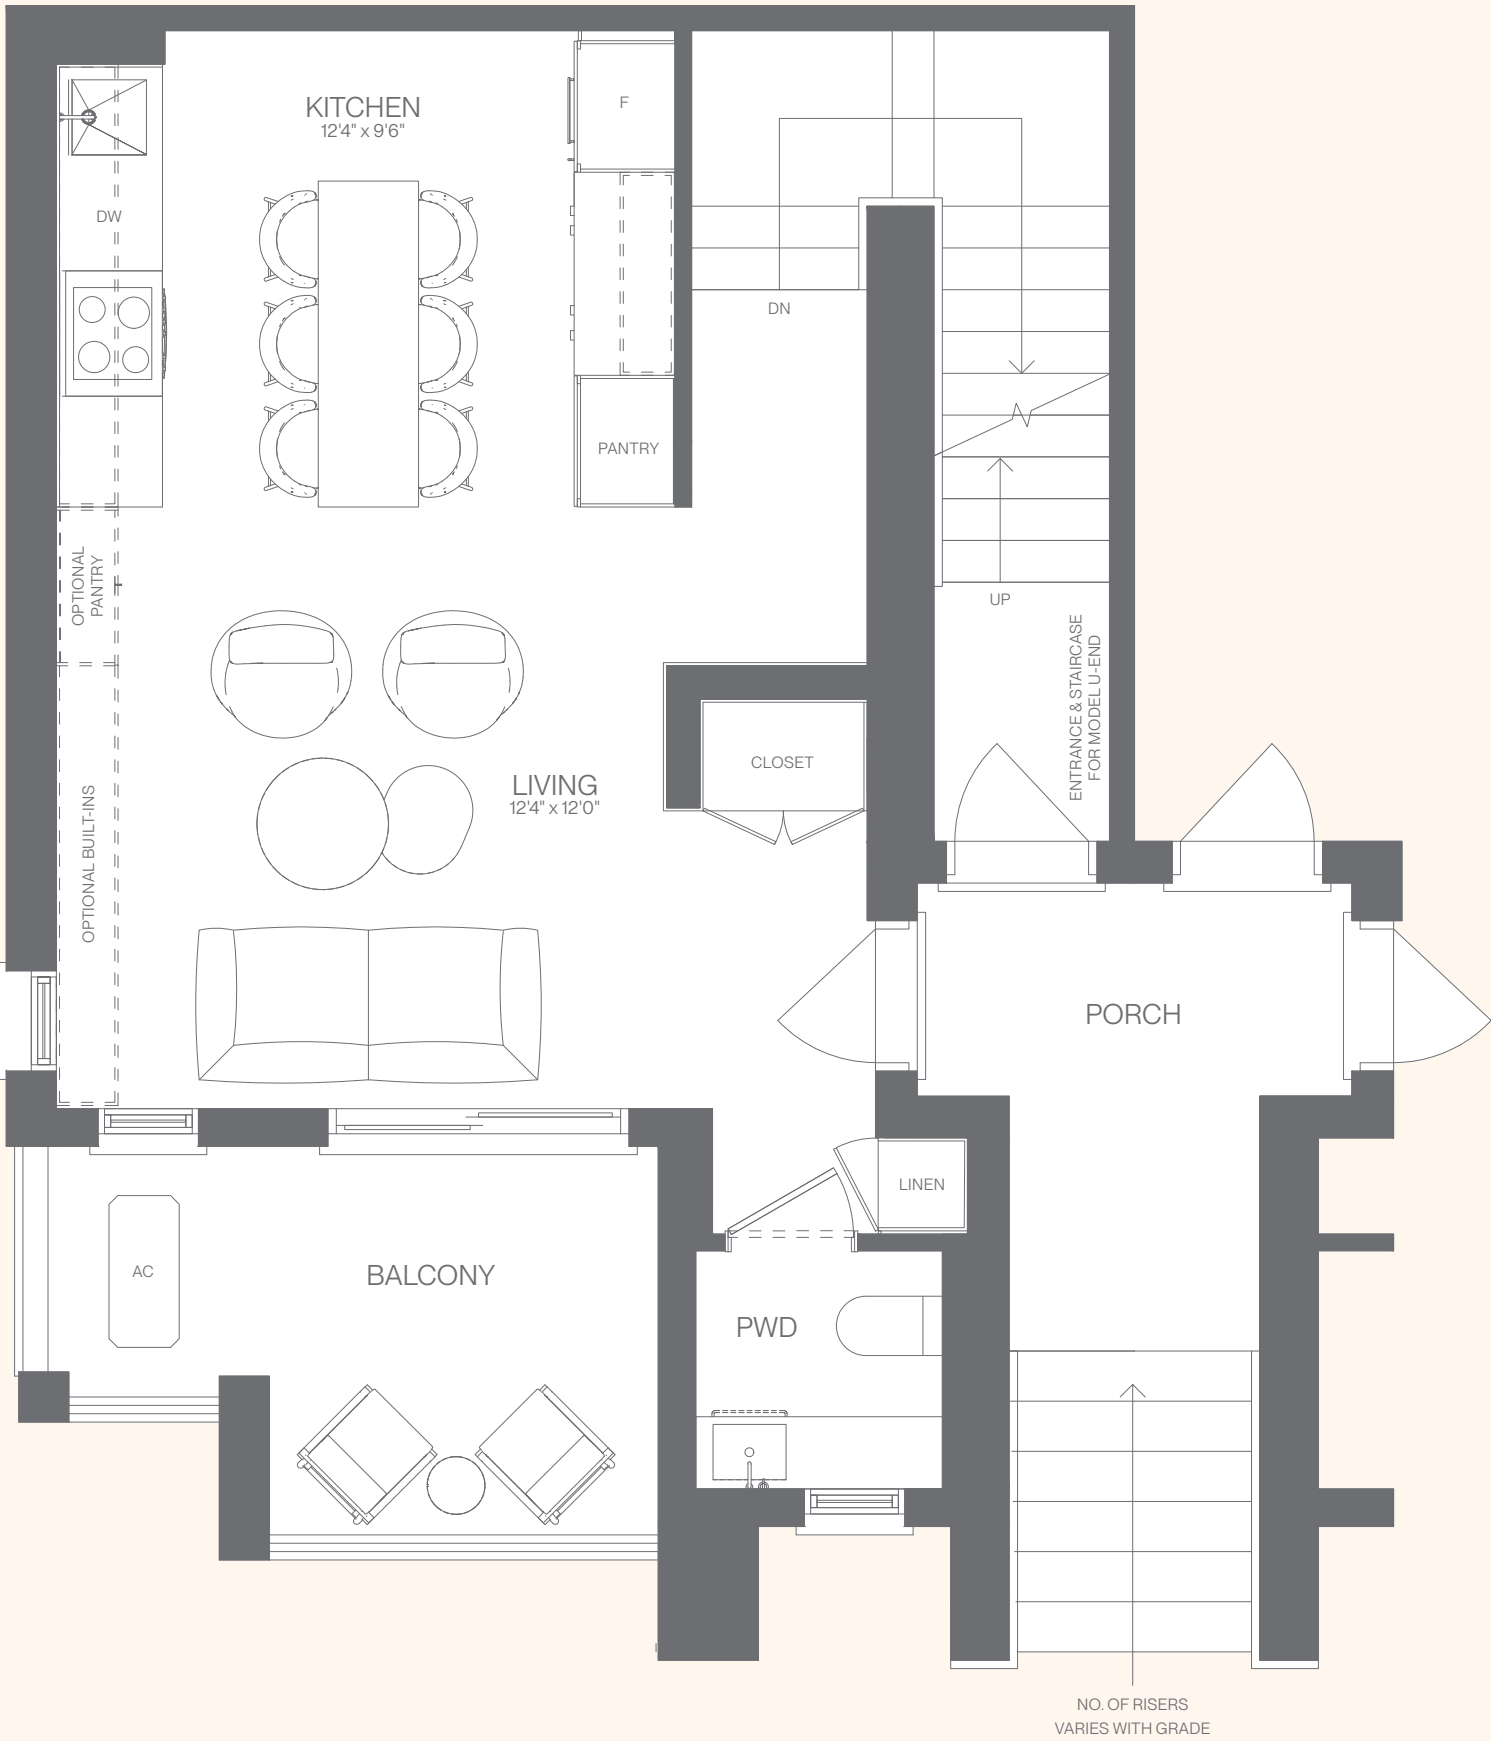 KITCHEN
12'4" x 9'6"
F
DW
DN
PANTRY
OPTIONAL
PANTRY
UP
ENTRANCE & STAIRCASE
FOR MODEL U-END
CLOSET
LIVING
12'4" x 12'0"
OPTIONAL BUILT-INS
PORCH
LINEN
AC
BALCONY
PWD
NO. OF RISERS
VARIES WITH GRADE